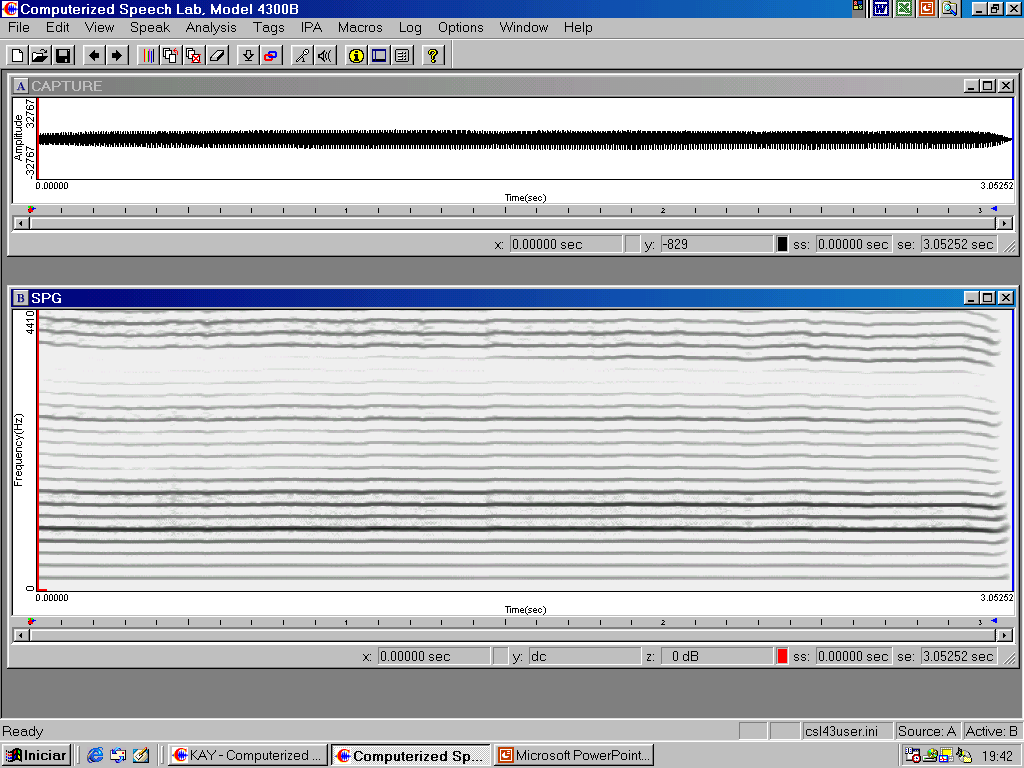 Computerized Speech Lab, Model 4300B
File Edit View Speak Analysis Tags IPA Macros Log Options Window Help
A CAPTURE
32767
Amplitude
-32767
0.00000 3.05252
Time(sec)
1 2 3
x: 0.00000 sec y: -829 ss: 0.00000 sec se: 3.05252 sec
B SPG
4410
Frequency(Hz)
0
0.00000 3.05252
Time(sec)
1 2 3
x: 0.00000 sec y: dc z: 0 dB ss: 0.00000 sec se: 3.05252 sec
Ready csl43user.ini Source: A Active: B
Iniciar KAY - Computerized ... Computerized Sp... Microsoft PowerPoint... 19:42